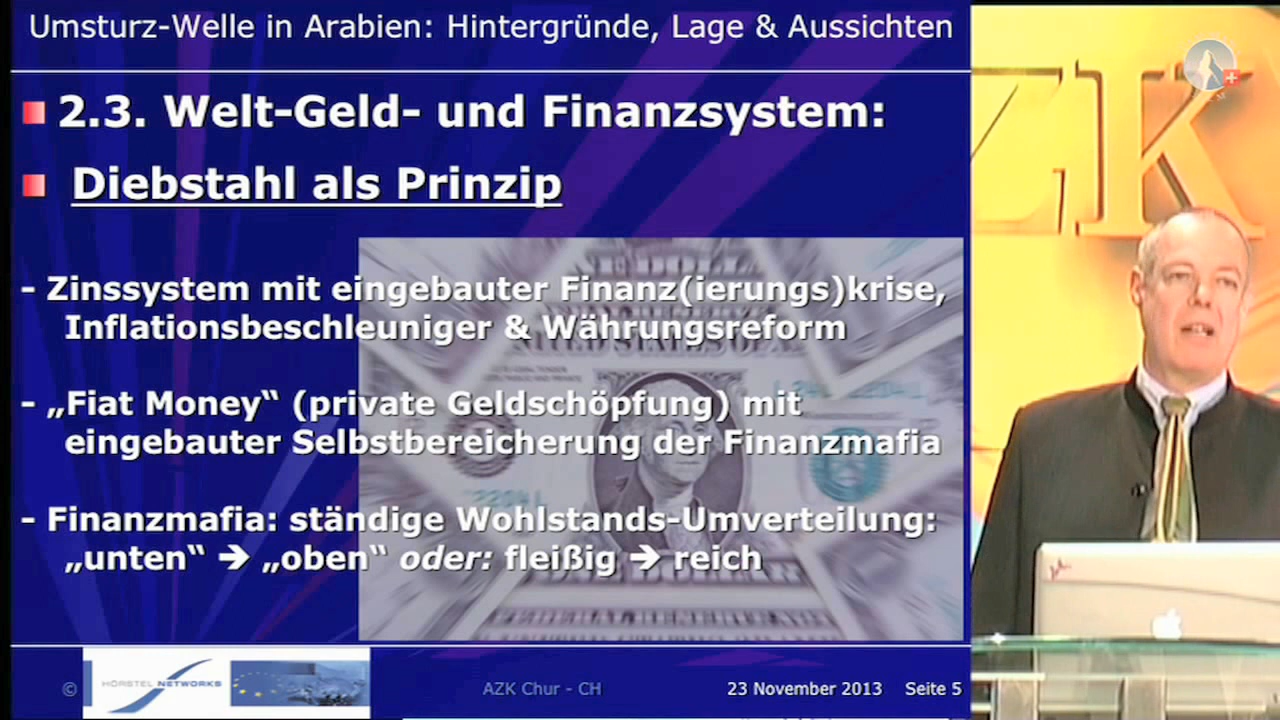 Umsturz-Welle in Arabien: Hintergründe, Lage & Aussichten
2.3. Welt-Geld- und Finanzsystem:
Diebstahl als Prinzip
- Zinssystem mit eingebauter Finanz(ierungs)krise,
Inflationsbeschleuniger & Währungsreform
- „Fiat Money“ (private Geldschöpfung) mit
eingebauter Selbstbereicherung der Finanzmafia
- Finanzmafia: ständige Wohlstands-Umverteilung:
„unten“ ➔ „oben“ oder: fleißig ➔ reich
© HÖRSTEL NETWORKS AZK Chur - CH 23 November 2013 Seite 5
ZK